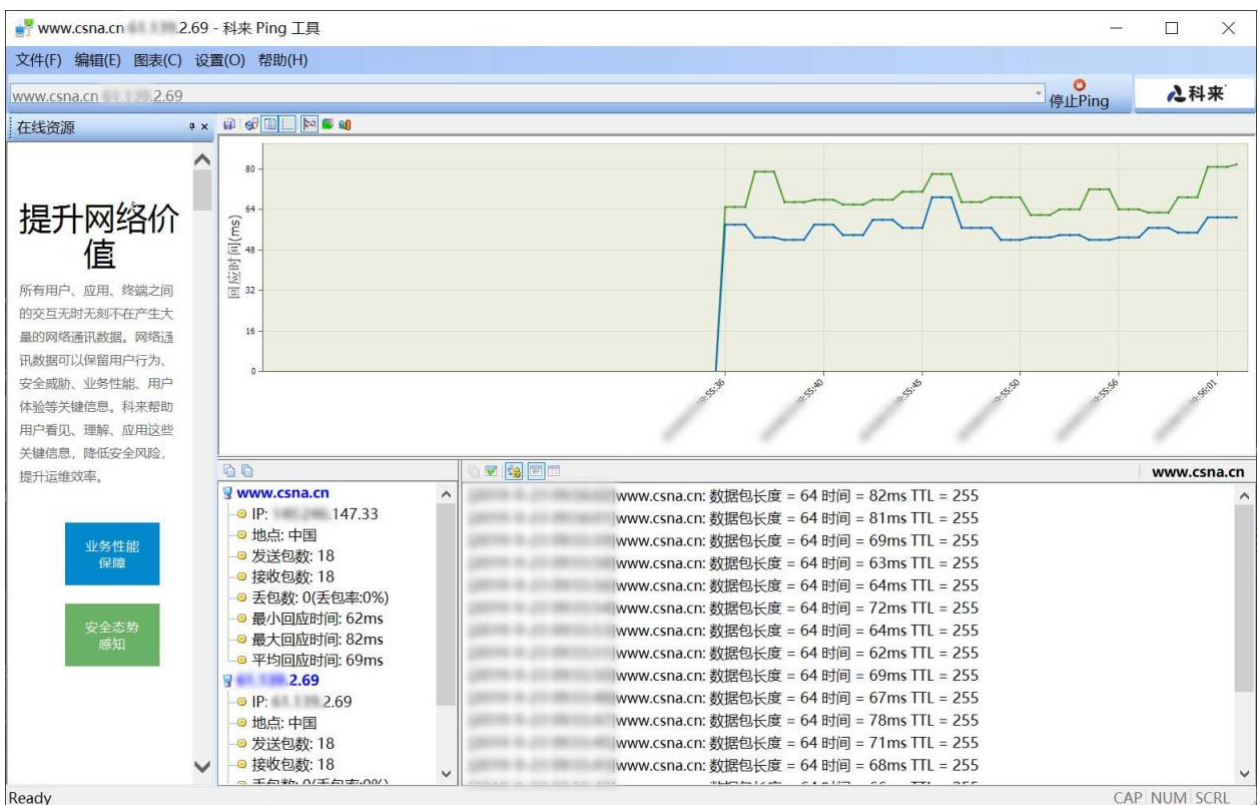 www.csna.cn 2.69 - 科来 Ping 工具
文件(F) 编辑(E) 图表(C) 设置(O) 帮助(H)
www.csna.cn 2.69
停止Ping
科来
在线资源
提升网络价
值
所有用户、应用、终端之间
的交互无时无刻不在产生大
量的网络通讯数据。网络通
讯数据可以保留用户行为、
安全威胁、业务性能、用户
体验等关键信息。科来帮助
用户看见、理解、应用这些
关键信息，降低安全风险，
提升运维效率。
业务性能
保障
安全态势
感知
回应时间(ms)
80
64
48
32
16
0
:55:36
:55:40
:55:45
:55:50
:55:56
:56:01
www.csna.cn
www.csna.cn
IP: 147.33
地点: 中国
发送包数: 18
接收包数: 18
丢包数: 0(丢包率:0%)
最小回应时间: 62ms
最大回应时间: 82ms
平均回应时间: 69ms
2.69
IP: 2.69
地点: 中国
发送包数: 18
接收包数: 18
www.csna.cn: 数据包长度 = 64 时间 = 82ms TTL = 255
www.csna.cn: 数据包长度 = 64 时间 = 81ms TTL = 255
www.csna.cn: 数据包长度 = 64 时间 = 69ms TTL = 255
www.csna.cn: 数据包长度 = 64 时间 = 63ms TTL = 255
www.csna.cn: 数据包长度 = 64 时间 = 64ms TTL = 255
www.csna.cn: 数据包长度 = 64 时间 = 72ms TTL = 255
www.csna.cn: 数据包长度 = 64 时间 = 64ms TTL = 255
www.csna.cn: 数据包长度 = 64 时间 = 62ms TTL = 255
www.csna.cn: 数据包长度 = 64 时间 = 69ms TTL = 255
www.csna.cn: 数据包长度 = 64 时间 = 67ms TTL = 255
www.csna.cn: 数据包长度 = 64 时间 = 78ms TTL = 255
www.csna.cn: 数据包长度 = 64 时间 = 71ms TTL = 255
www.csna.cn: 数据包长度 = 64 时间 = 68ms TTL = 255
Ready
CAP NUM SCRL